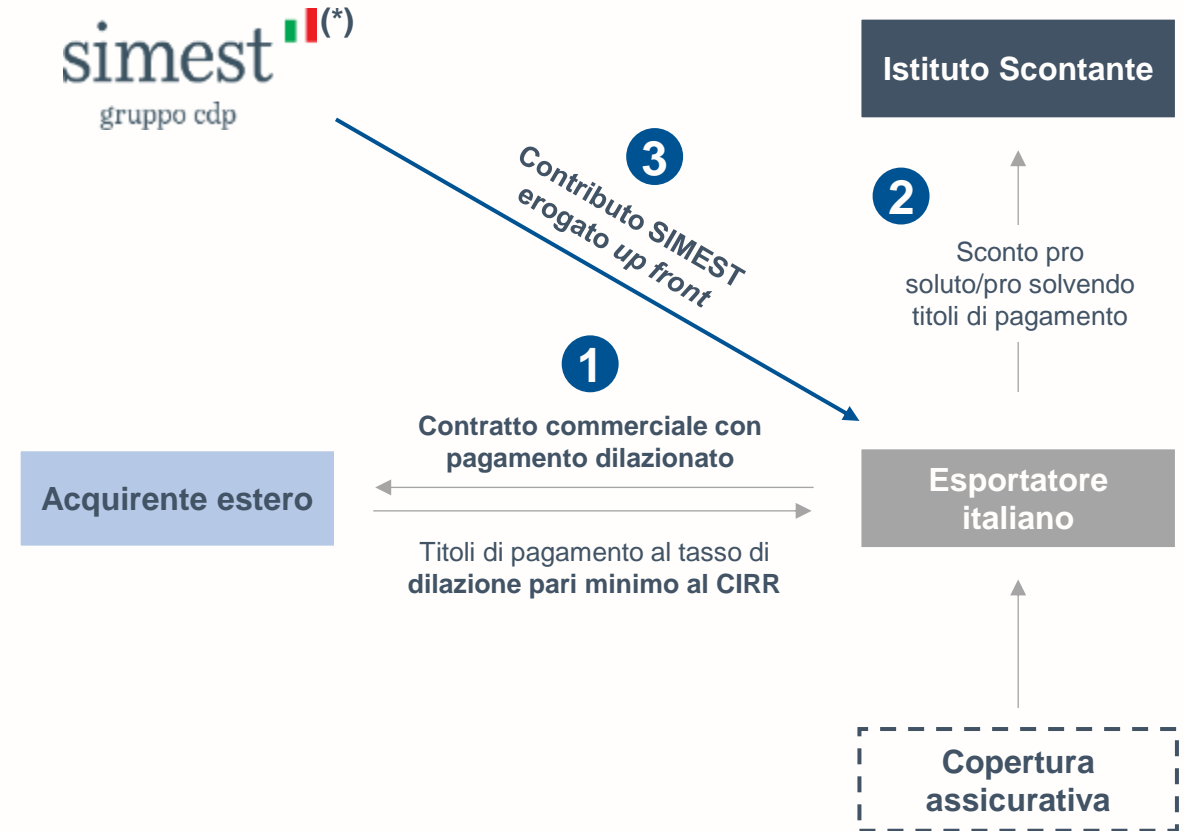 simest (*)
gruppo cdp
Istituto Scontante
3
Contributo SIMEST
erogato up front
2
Sconto pro
soluto/pro solvendo
titoli di pagamento
1
Contratto commerciale con
pagamento dilazionato
Acquirente estero
Esportatore
italiano
Titoli di pagamento al tasso di
dilazione pari minimo al CIRR
Copertura
assicurativa